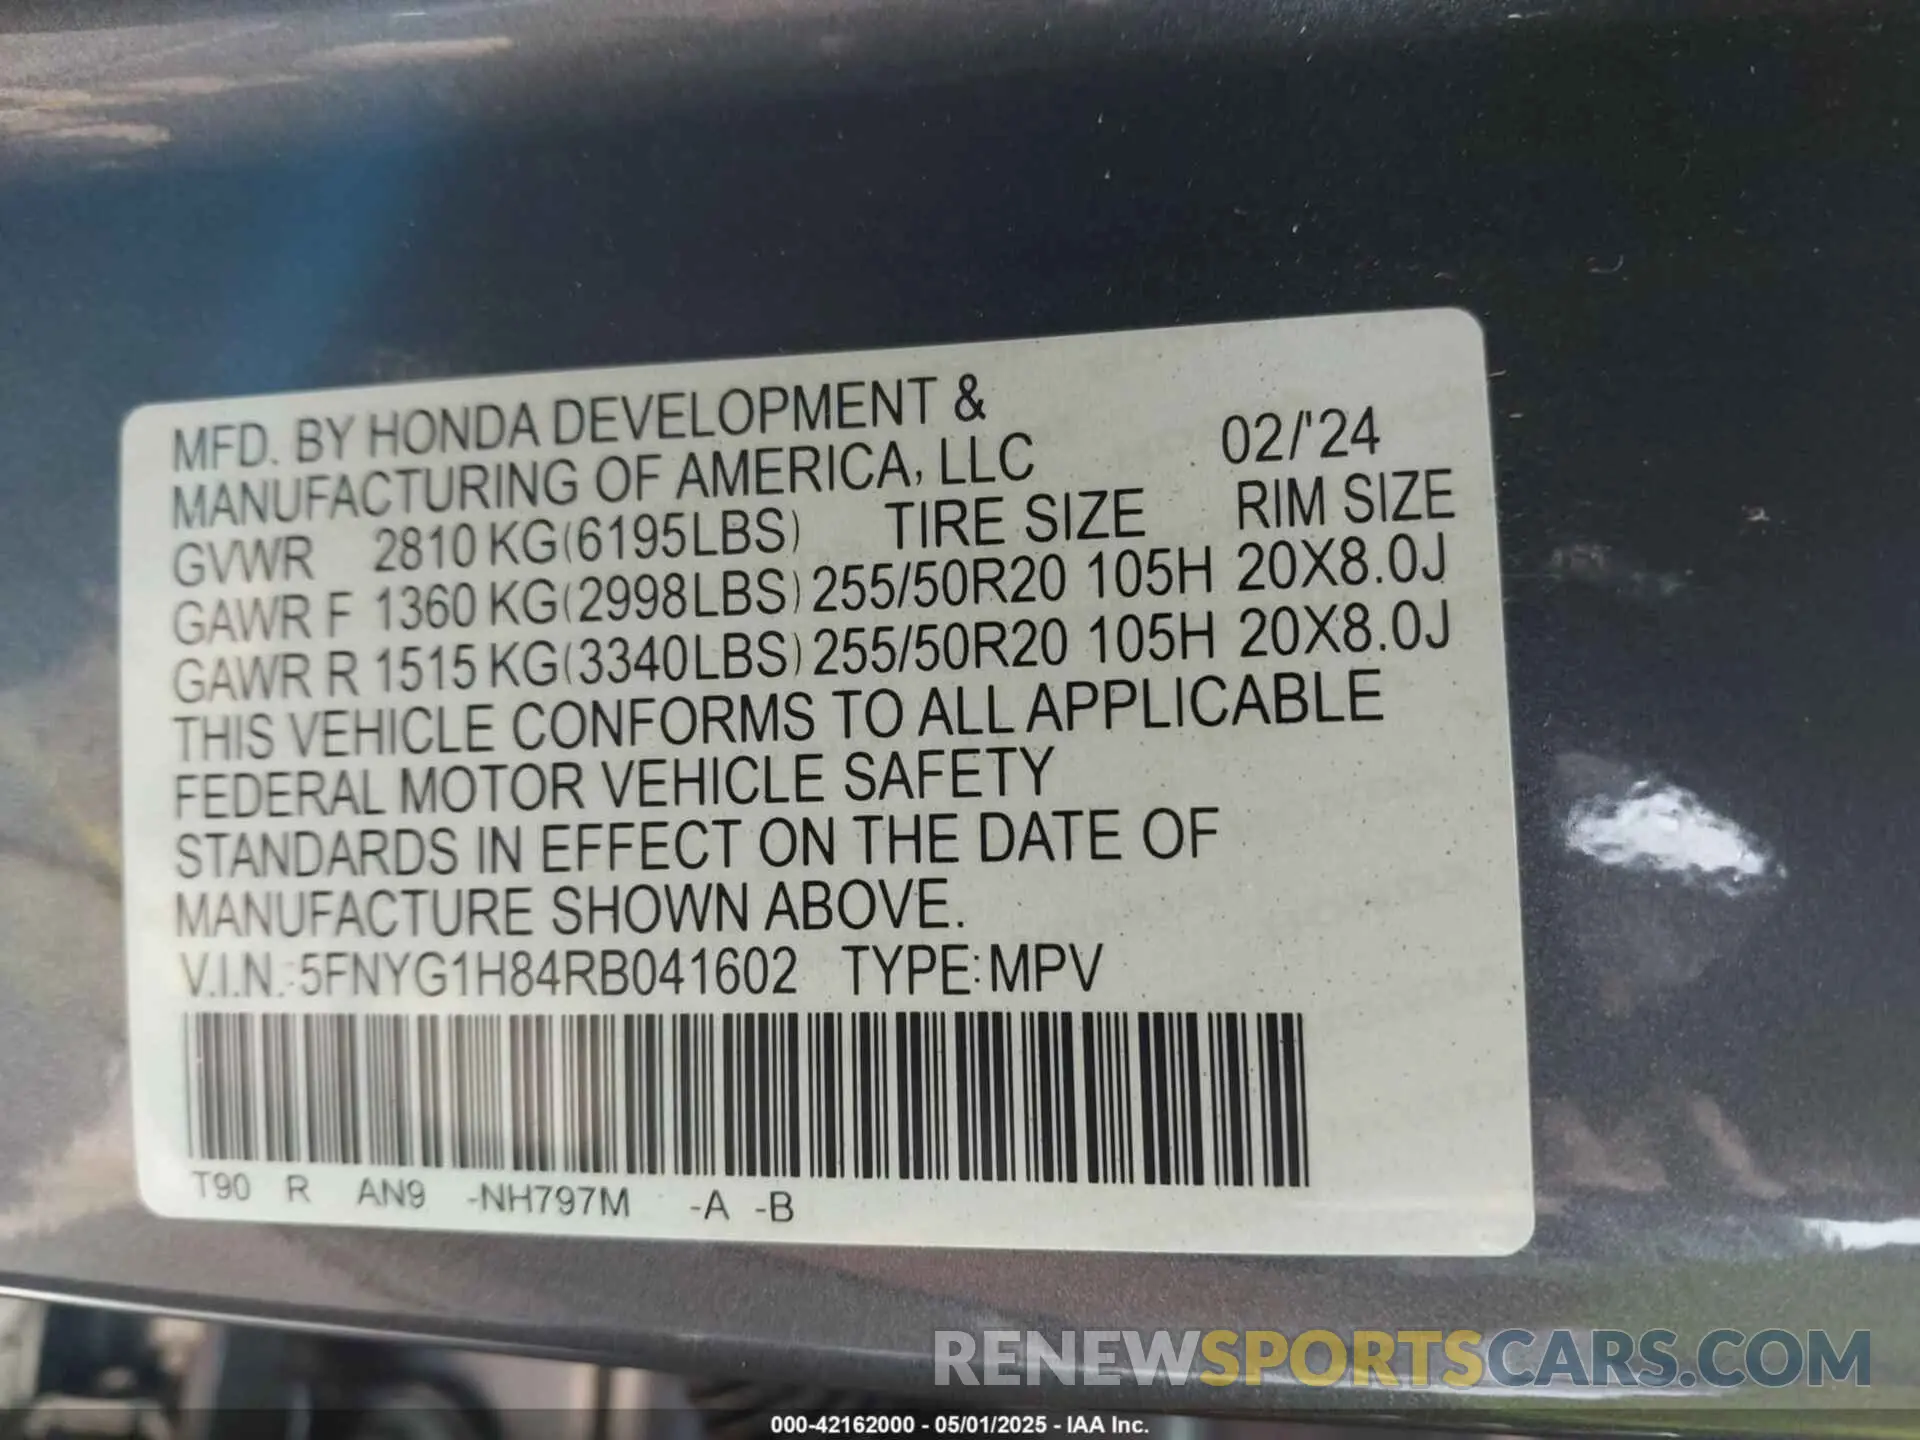 MFD. BY HONDA DEVELOPMENT &
MANUFACTURING OF AMERICA, LLC 02/'24
GVWR 2810 KG(6195LBS) TIRE SIZE RIM SIZE
GAWR F 1360 KG(2998LBS) 255/50R20 105H 20X8.0J
GAWR R 1515 KG(3340LBS) 255/50R20 105H 20X8.0J
THIS VEHICLE CONFORMS TO ALL APPLICABLE
FEDERAL MOTOR VEHICLE SAFETY
STANDARDS IN EFFECT ON THE DATE OF
MANUFACTURE SHOWN ABOVE.
V.I.N.:5FNYG1H84RB041602 TYPE:MPV
T90 R AN9 -NH797M -A -B
RENEWSPORTSCARS.COM
000-42162000 - 05/01/2025 - IAA Inc.